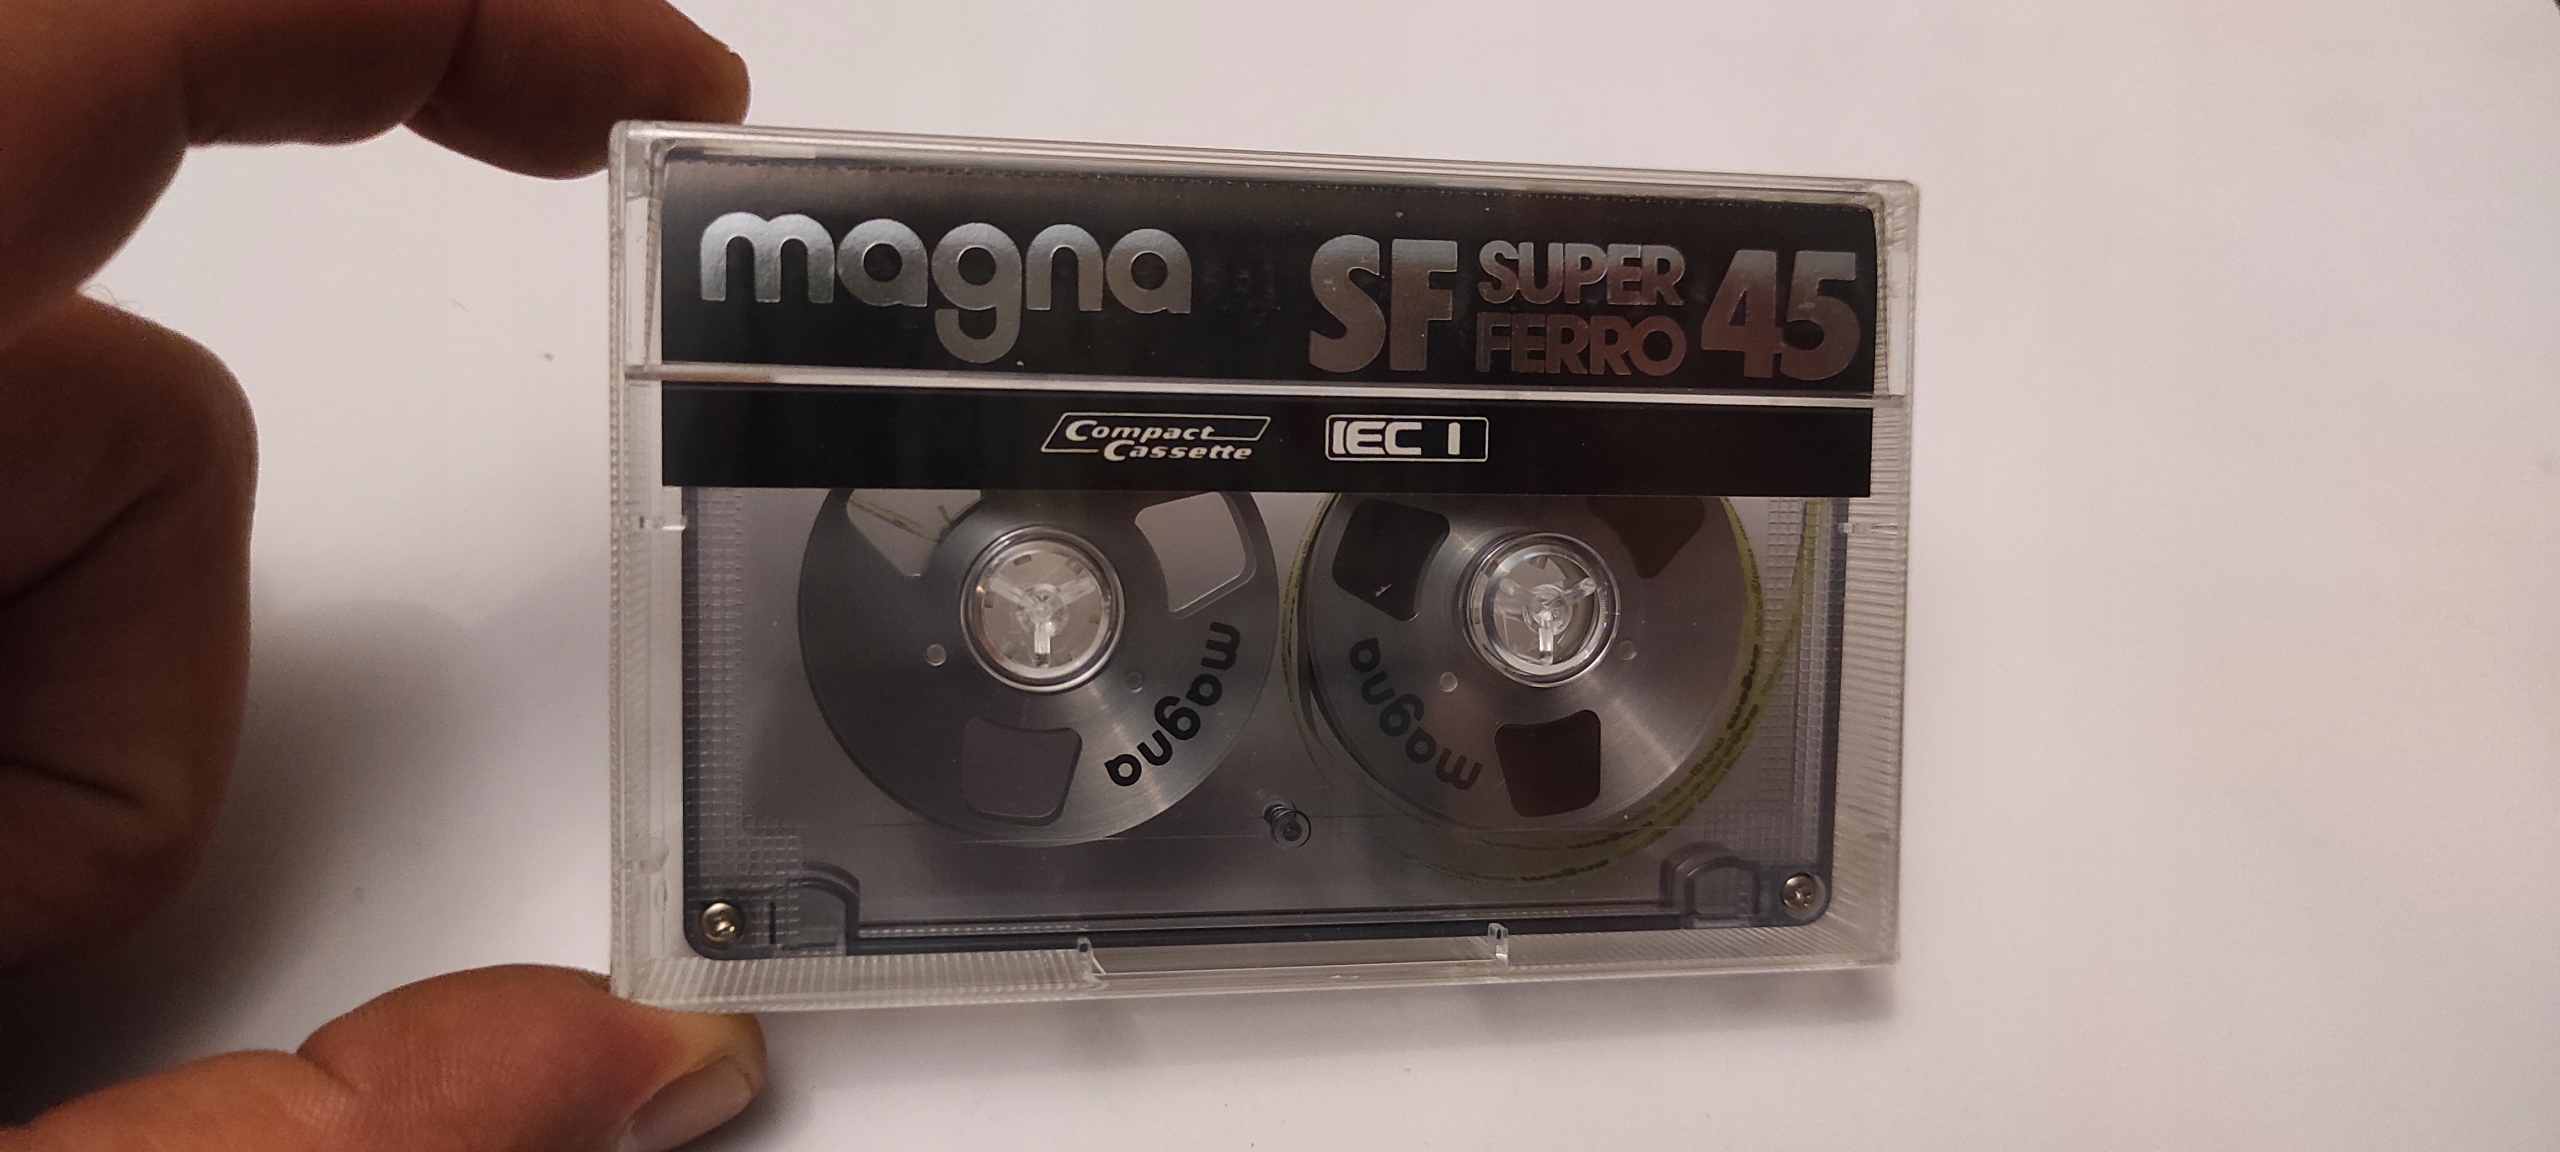 magna SF SUPER FERRO 45
Compact Cassette IEC I
magna magna